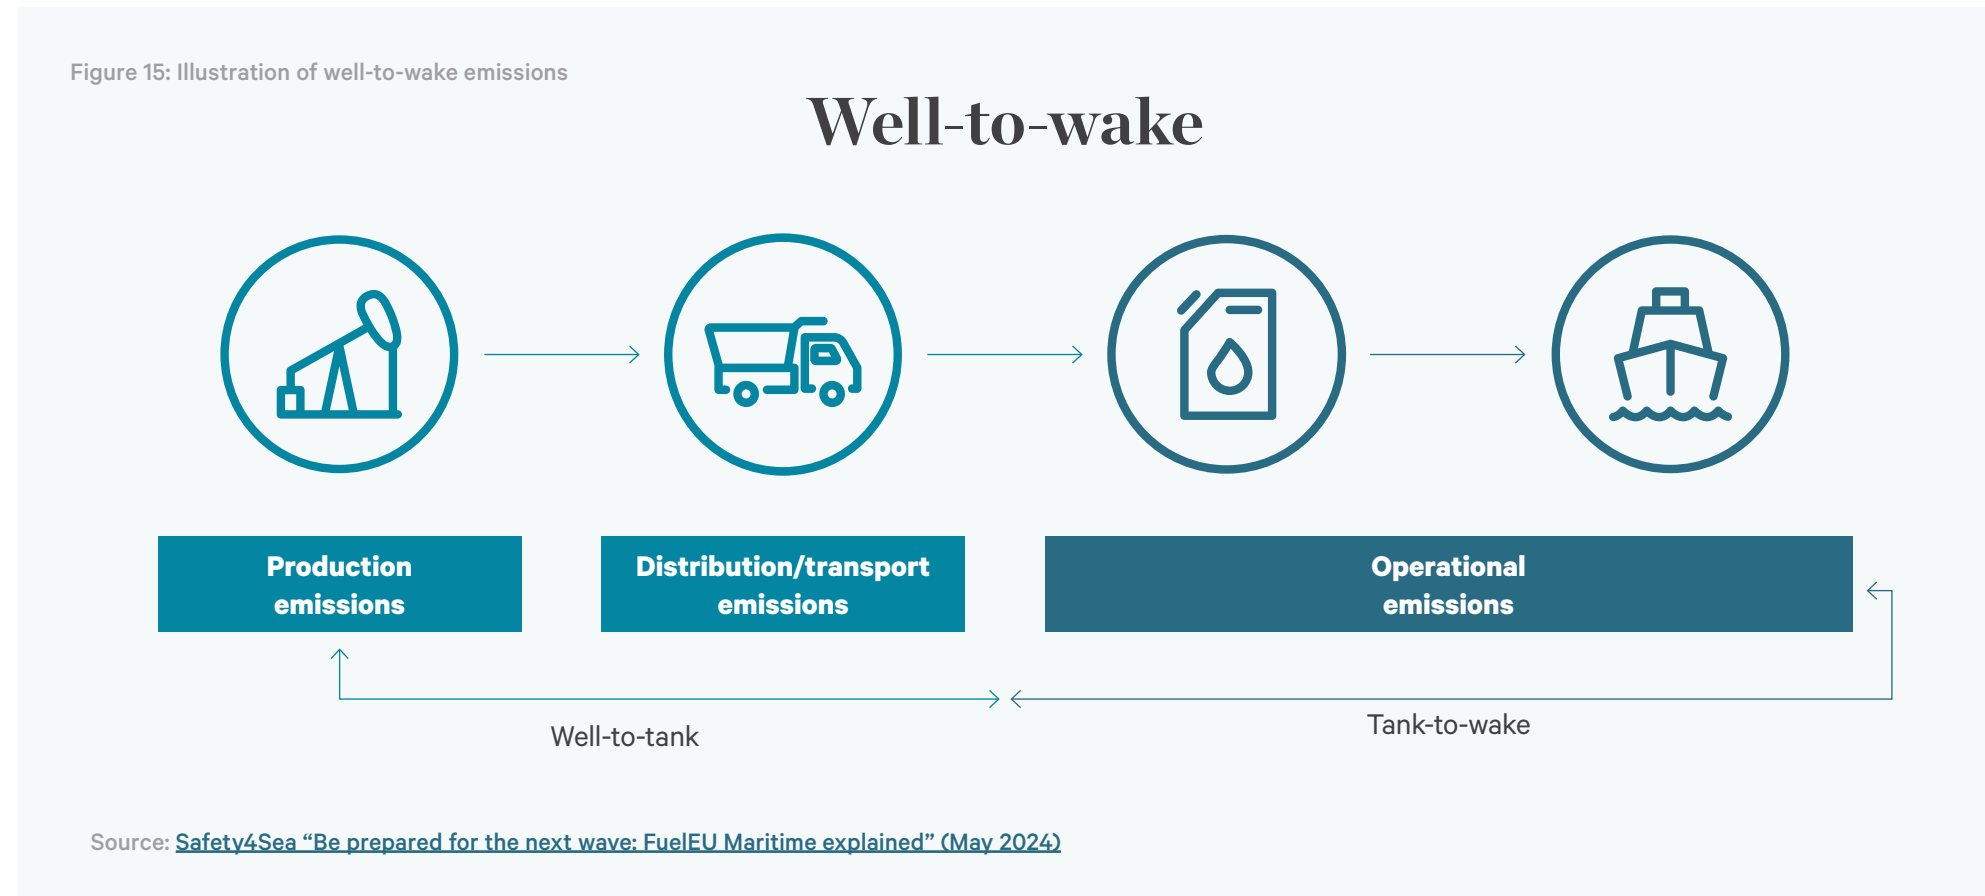 Figure 15: Illustration of well-to-wake emissions
Well-to-wake
Production
emissions
Distribution/transport
emissions
Operational
emissions
Well-to-tank
Tank-to-wake
Source: Safety4Sea “Be prepared for the next wave: FuelEU Maritime explained” (May 2024)